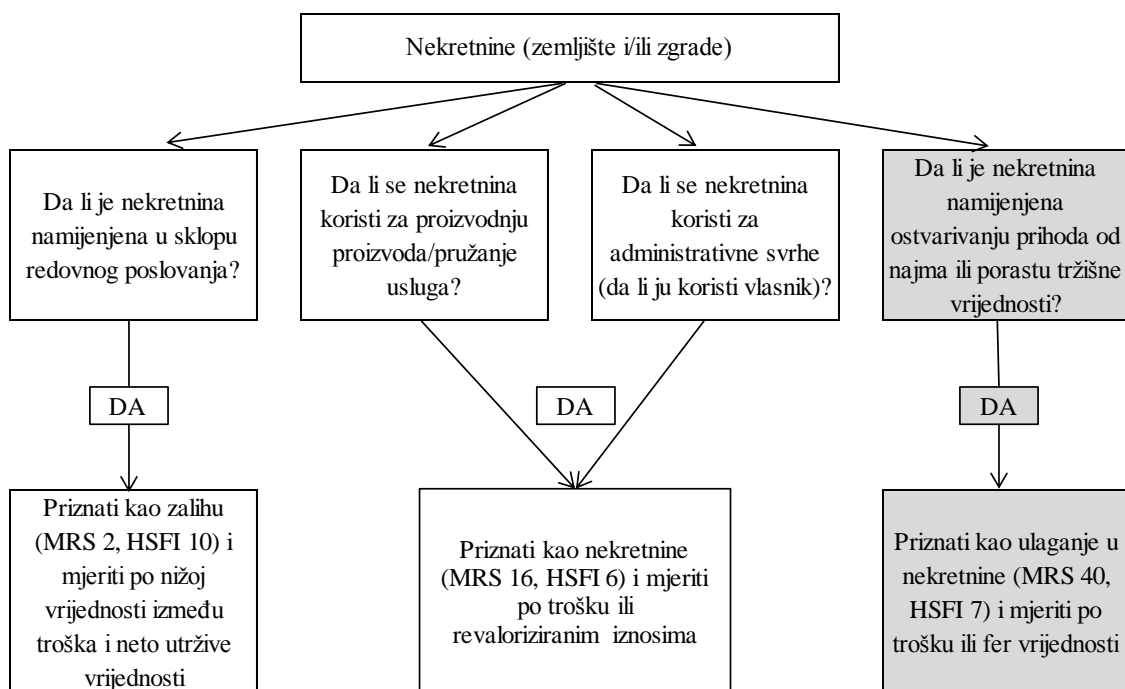 Nekretnine (zemljište i/ili zgrade)
Da li je nekretnina
namijenjena u sklopu
redovnog poslovanja?
Da li se nekretnina
koristi za proizvodnju
proizvoda/pružanje
usluga?
Da li se nekretnina
koristi za
administrativne svrhe
(da li ju koristi vlasnik)?
Da li je nekretnina
namijenjena
ostvarivanju prihoda od
najma ili porastu tržišne
vrijednosti?
DA
DA
DA
Priznati kao zalihu
(MRS 2, HSFI 10) i
mjeriti po nižoj
vrijednosti između
troška i neto utržive
vrijednosti
Priznati kao nekretnine
(MRS 16, HSFI 6) i mjeriti
po trošku ili
revaloriziranim iznosima
Priznati kao ulaganje u
nekretnine (MRS 40,
HSFI 7) i mjeriti po
trošku ili fer vrijednosti